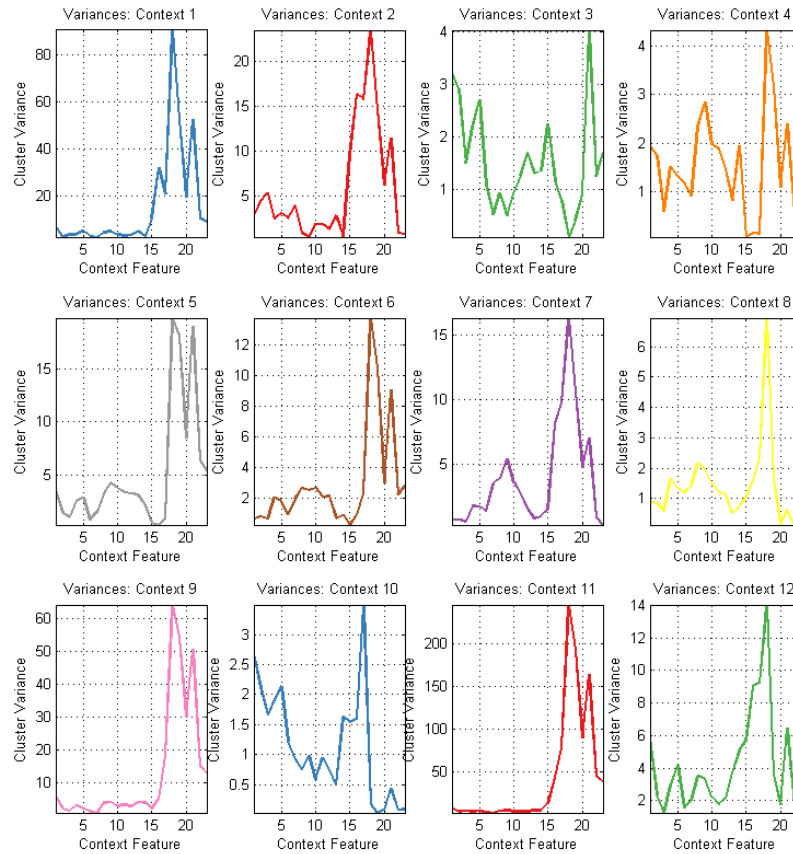 Variances: Context 1
Variances: Context 2
Variances: Context 3
Variances: Context 4
Cluster Variance
80
60
40
20
5 10 15 20
Context Feature
Cluster Variance
20
15
10
5
5 10 15 20
Context Feature
Cluster Variance
4
3
2
1
5 10 15 20
Context Feature
Cluster Variance
4
3
2
1
5 10 15 20
Context Feature
Variances: Context 5
Variances: Context 6
Variances: Context 7
Variances: Context 8
Cluster Variance
15
10
5
5 10 15 20
Context Feature
Cluster Variance
12
10
8
6
4
2
5 10 15 20
Context Feature
Cluster Variance
15
10
5
5 10 15 20
Context Feature
Cluster Variance
6
5
4
3
2
1
5 10 15 20
Context Feature
Variances: Context 9
Variances: Context 10
Variances: Context 11
Variances: Context 12
Cluster Variance
60
50
40
30
20
10
5 10 15 20
Context Feature
Cluster Variance
3
2.5
2
1.5
1
0.5
5 10 15 20
Context Feature
Cluster Variance
200
150
100
50
5 10 15 20
Context Feature
Cluster Variance
14
12
10
8
6
4
2
5 10 15 20
Context Feature